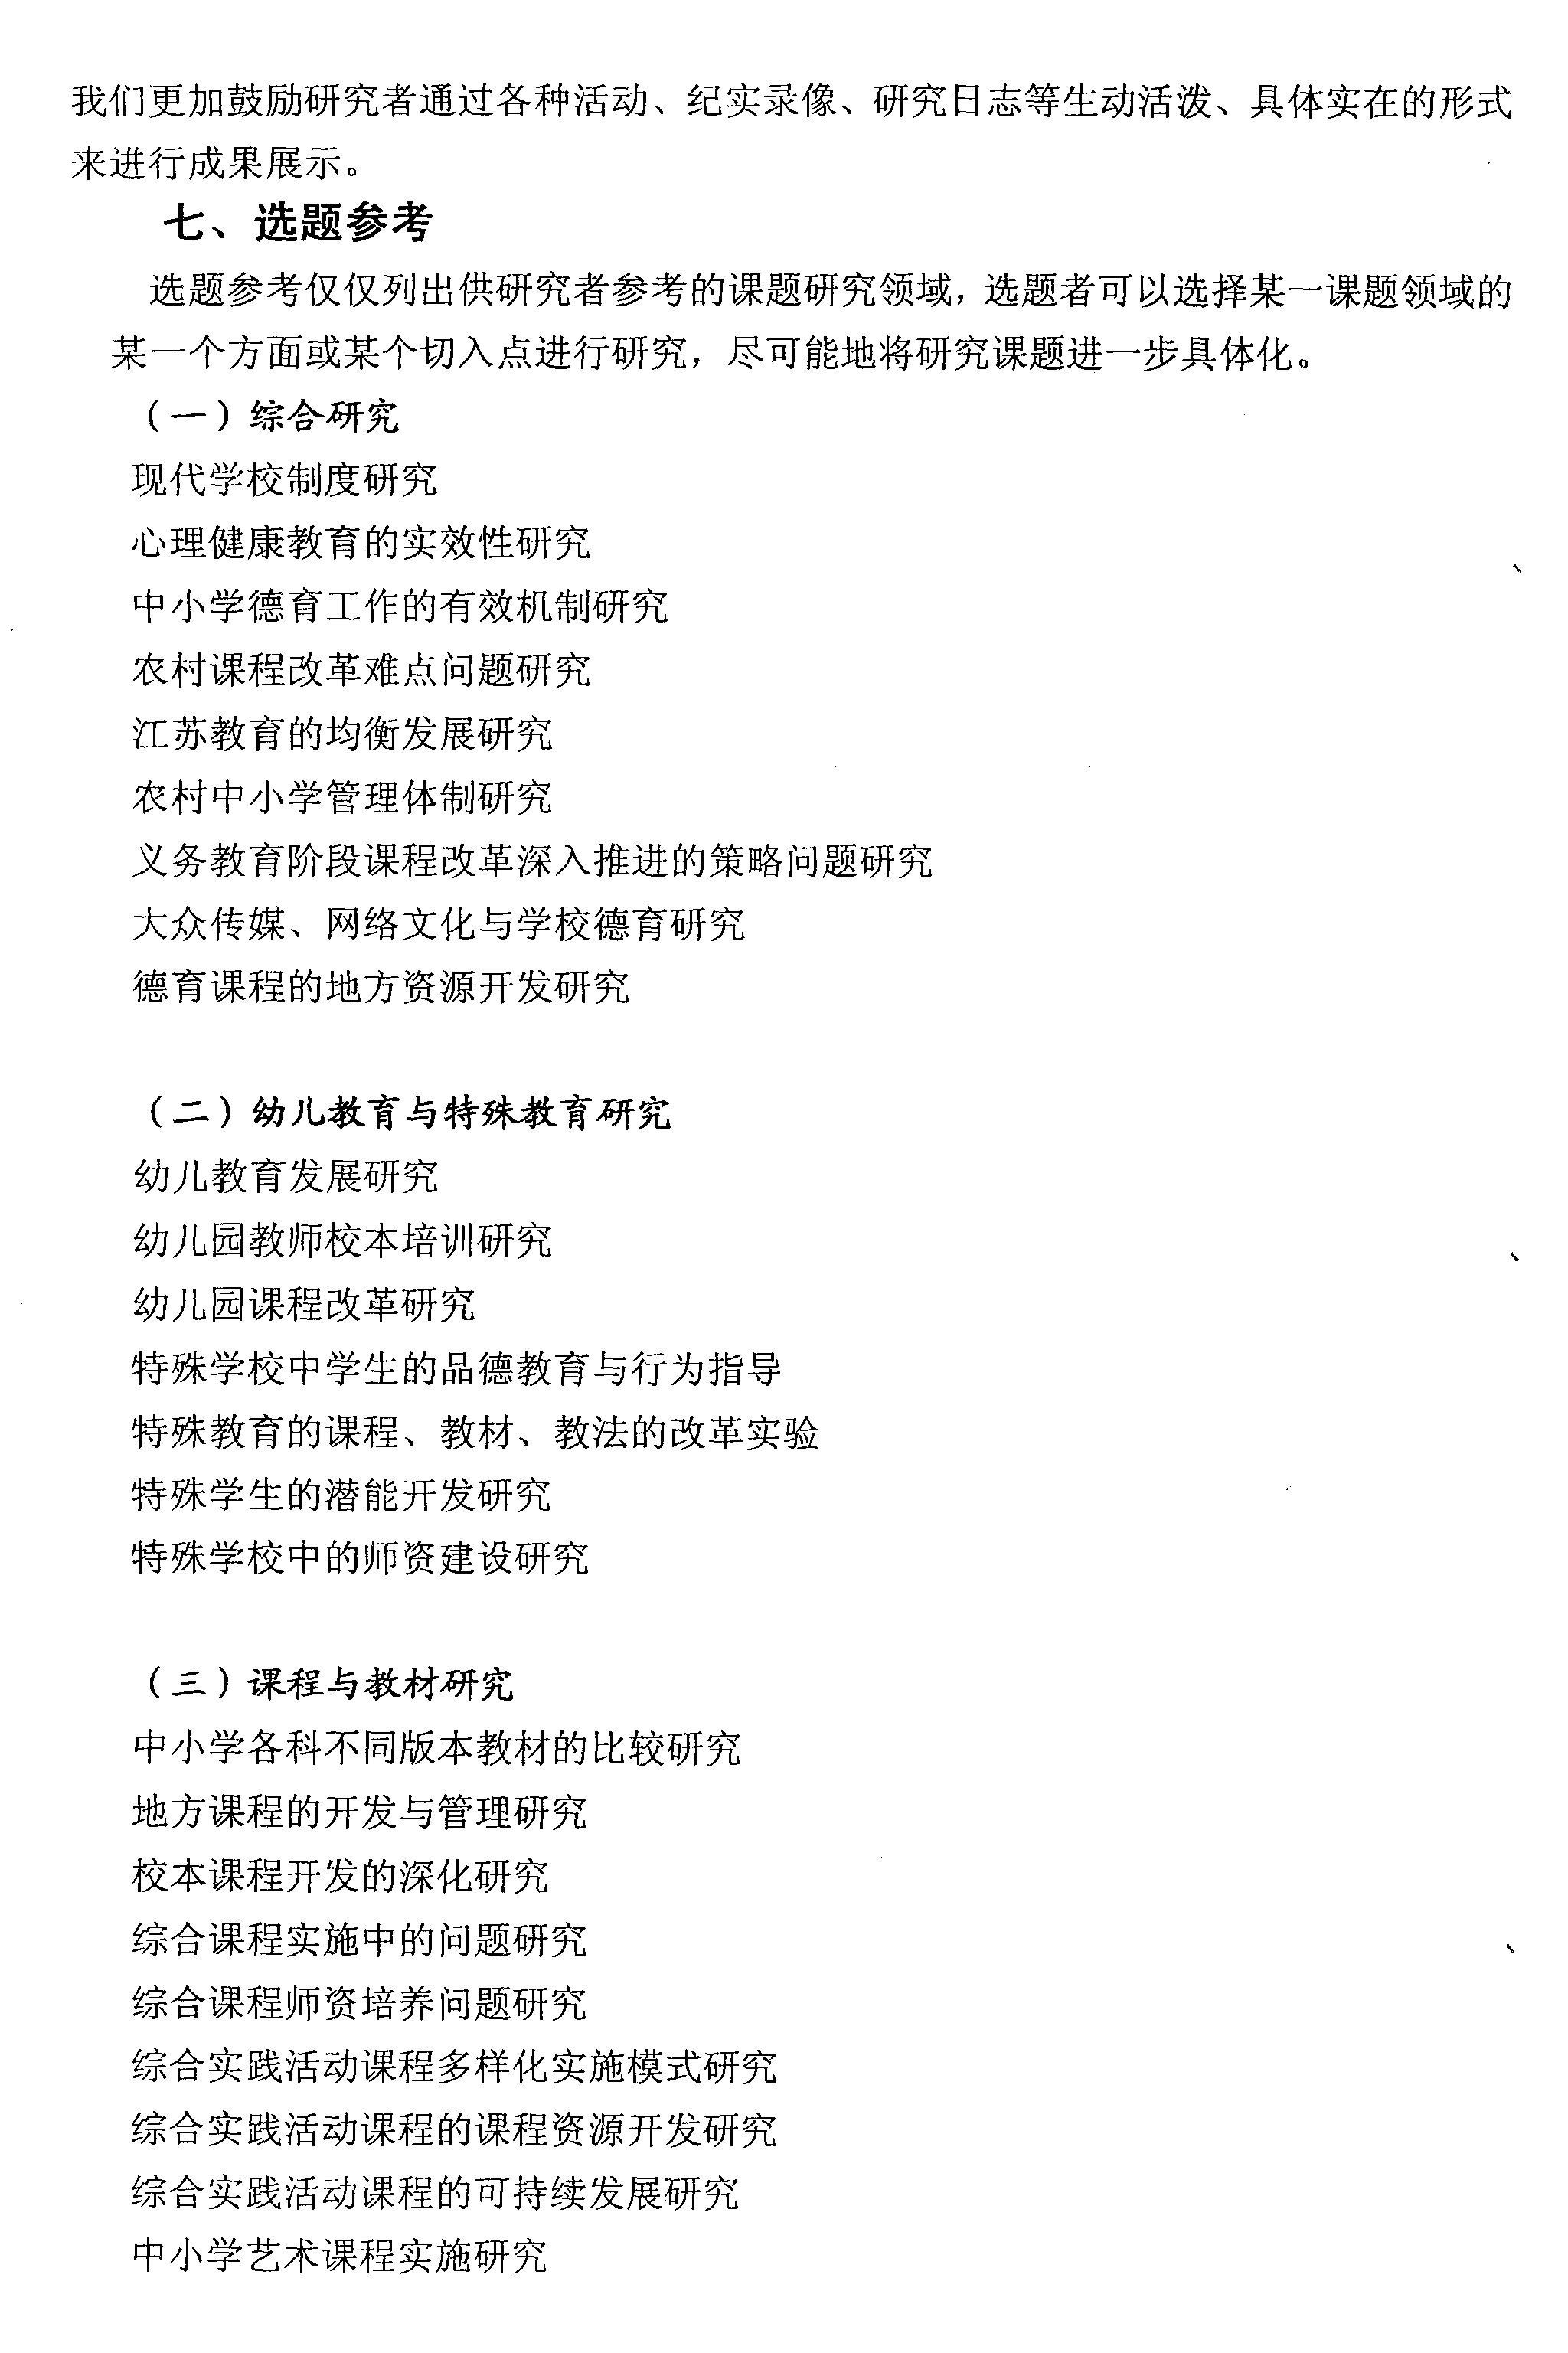 我们更加鼓励研究者通过各种活动、纪实录像、研究日志等生动活泼、具体实在的形式
来进行成果展示。
七、选题参考
选题参考仅仅列出供研究者参考的课题研究领域，选题者可以选择某一课题领域的
某一个方面或某个切入点进行研究，尽可能地将研究课题进一步具体化。
（一）综合研究
现代学校制度研究
心理健康教育的实效性研究
中小学德育工作的有效机制研究
农村课程改革难点问题研究
江苏教育的均衡发展研究
农村中小学管理体制研究
义务教育阶段课程改革深入推进的策略问题研究
大众传媒、网络文化与学校德育研究
德育课程的地方资源开发研究
（二）幼儿教育与特殊教育研究
幼儿教育发展研究
幼儿园教师校本培训研究
幼儿园课程改革研究
特殊学校中学生的品德教育与行为指导
特殊教育的课程、教材、教法的改革实验
特殊学生的潜能开发研究
特殊学校中的师资建设研究
（三）课程与教材研究
中小学各科不同版本教材的比较研究
地方课程的开发与管理研究
校本课程开发的深化研究
综合课程实施中的问题研究
综合课程师资培养问题研究
综合实践活动课程多样化实施模式研究
综合实践活动课程的课程资源开发研究
综合实践活动课程的可持续发展研究
中小学艺术课程实施研究